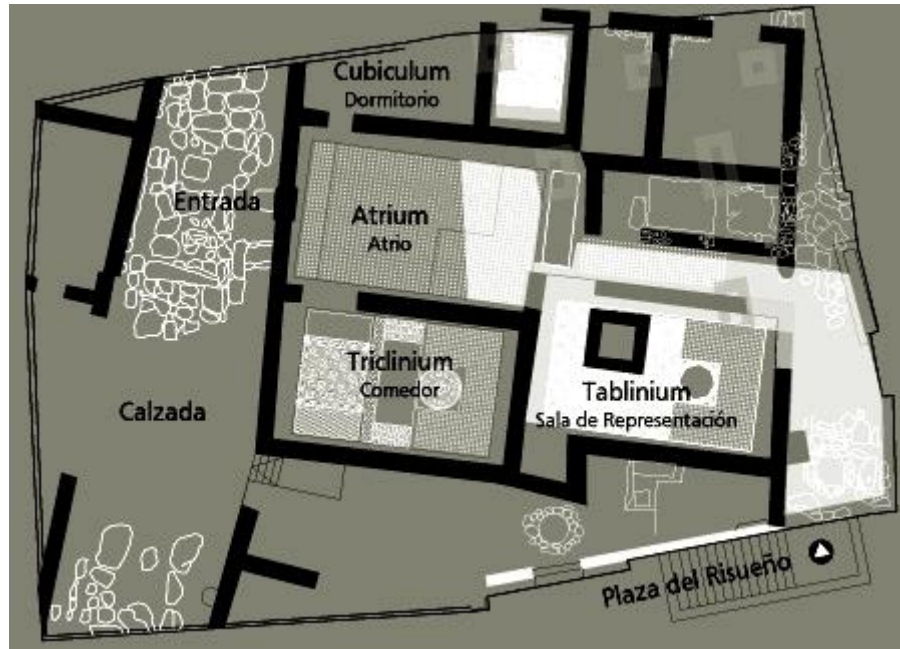 Cubiculum
Dormitorio
Entrada
Atrium
Atrio
Triclinium
Comedor
Tablinium
Sala de Representación
Calzada
Plaza del Risueño